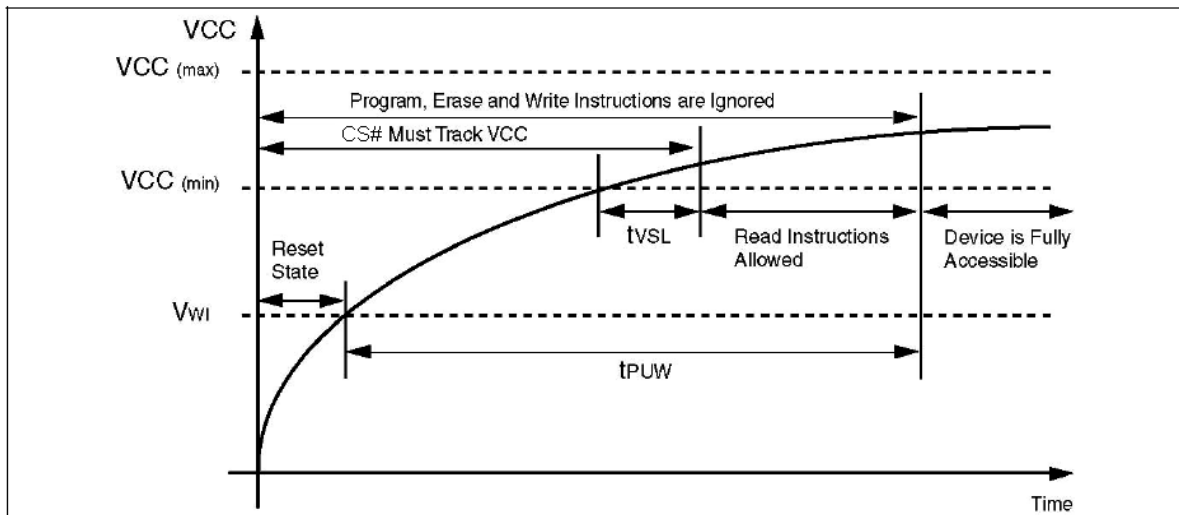 VCC
VCC (max)
Program, Erase and Write Instructions are Ignored
CS# Must Track VCC
VCC (min)
tVSL
Read Instructions
Allowed
Device is Fully
Accessible
Reset
State
VWI
tPUW
Time